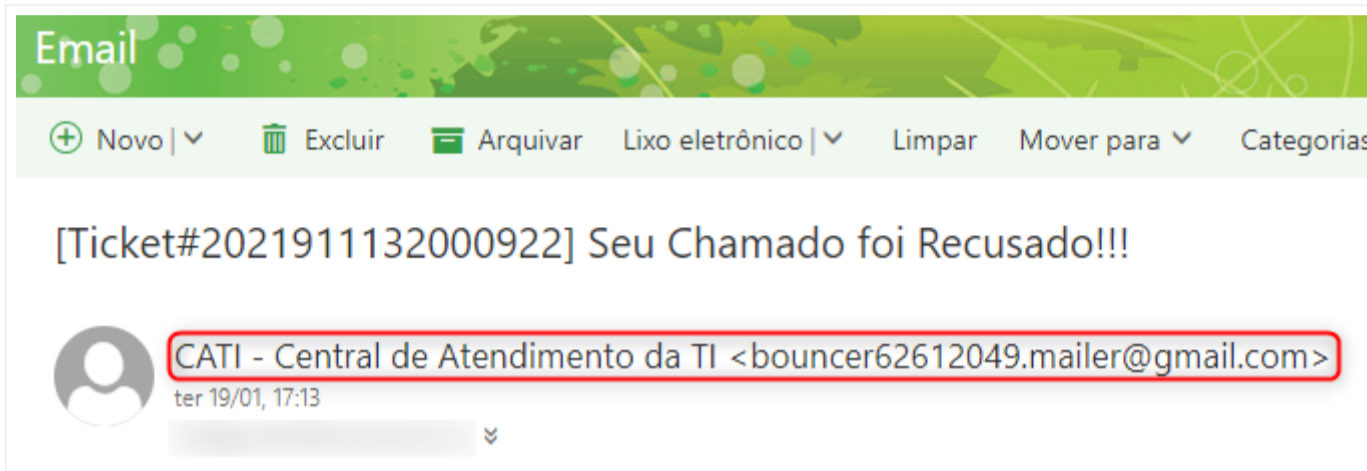 Email
Novo | Excluir Arquivar Lixo eletrônico | Limpar Mover para Categorias
[Ticket#2021911132000922] Seu Chamado foi Recusado!!!
CATI - Central de Atendimento da TI <bouncer62612049.mailer@gmail.com>
ter 19/01, 17:13